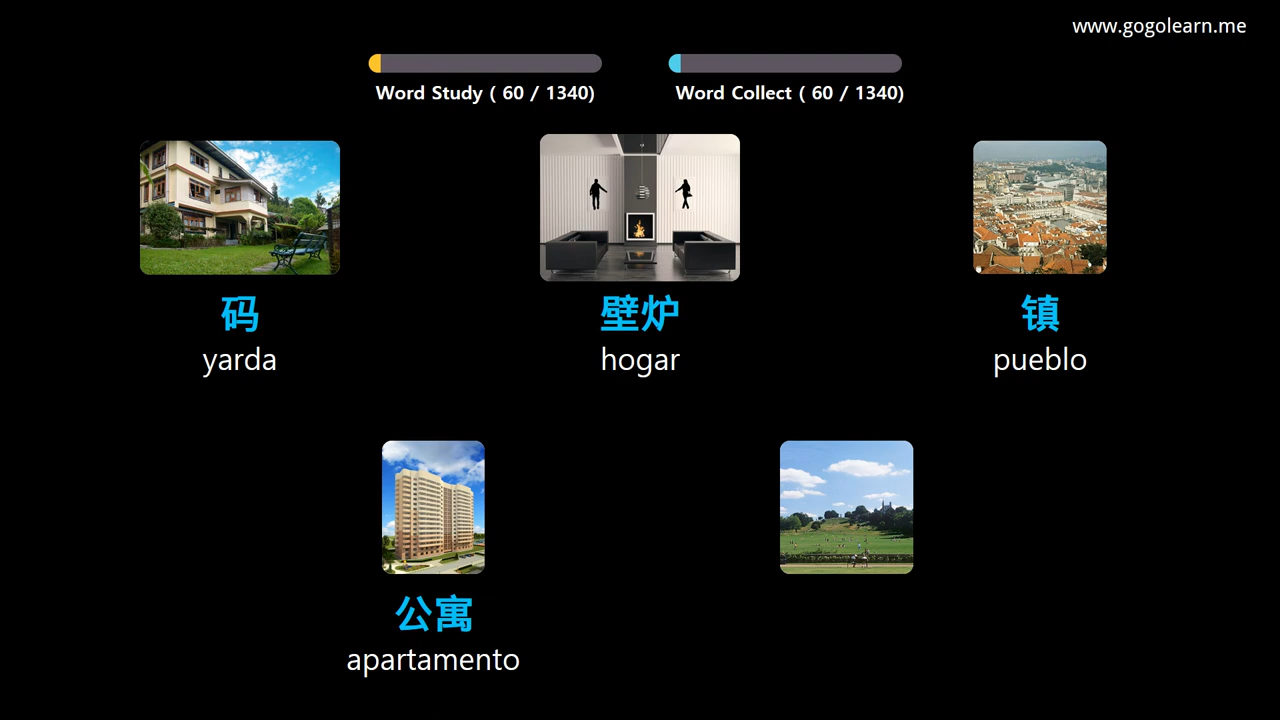 www.gogolearn.me
Word Study ( 60 / 1340)
Word Collect ( 60 / 1340)
码
yarda
壁炉
hogar
镇
pueblo
公寓
apartamento